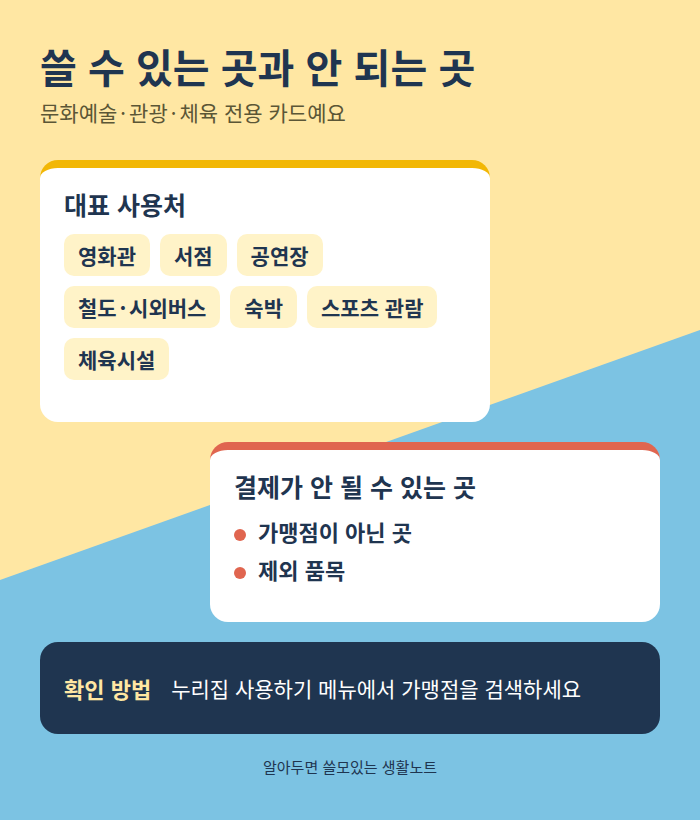 쓸 수 있는 곳과 안 되는 곳
문화예술·관광·체육 전용 카드예요
대표 사용처
영화관 서점 공연장
철도·시외버스 숙박 스포츠 관람
체육시설
결제가 안 될 수 있는 곳
가맹점이 아닌 곳
제외 품목
확인 방법 누리집 사용하기 메뉴에서 가맹점을 검색하세요
알아두면 쓸모있는 생활노트